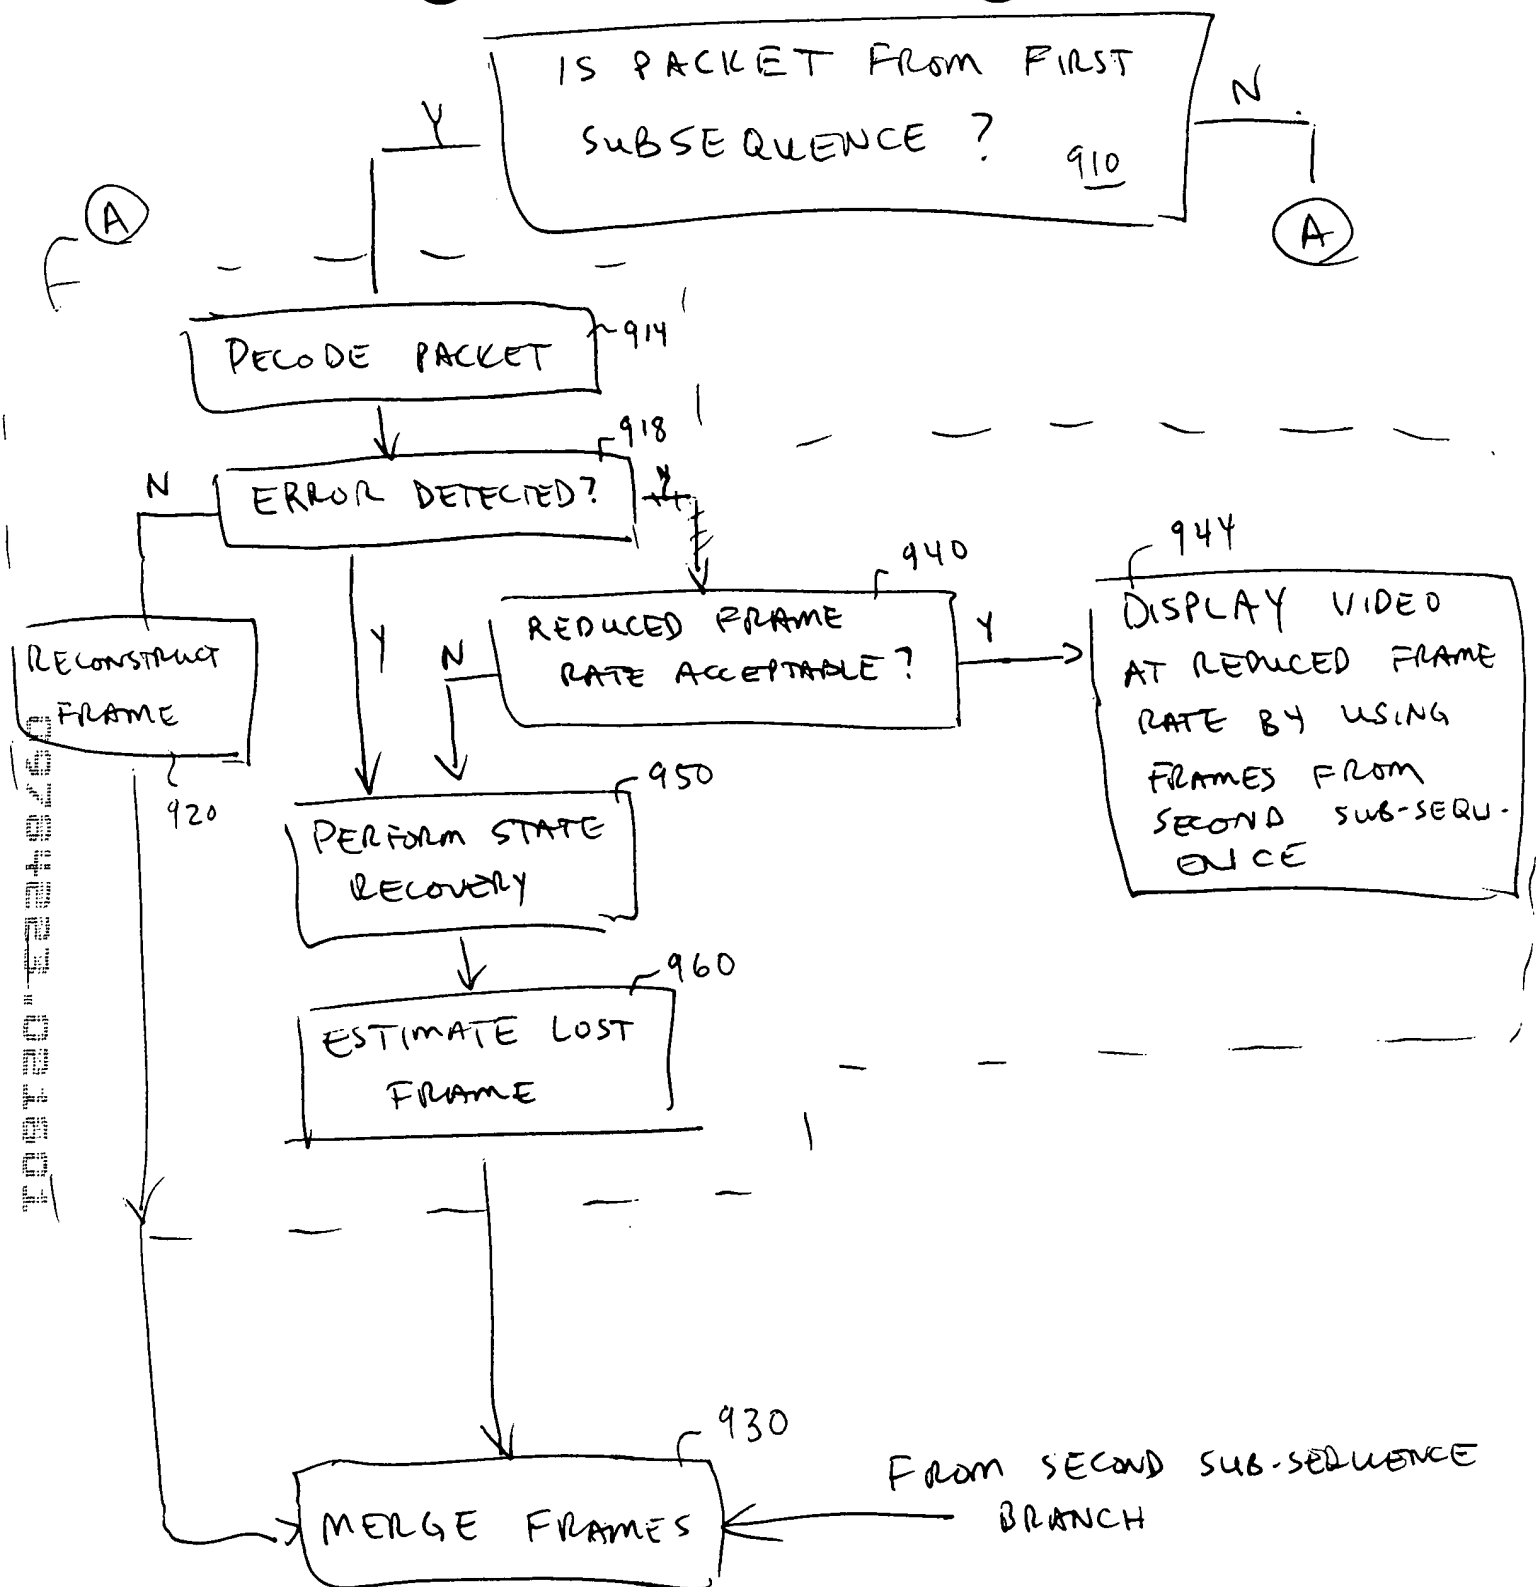 IS PACKET FROM FIRST
SUBSEQUENCE ?
910
Y
N
A
A
DECODE PACKET
914
918
ERROR DETECTED?
N
Y
Y
940
REDUCED FRAME
RATE ACCEPTABLE?
N
Y
944
DISPLAY VIDEO
AT REDUCED FRAME
RATE BY USING
FRAMES FROM
SECOND SUB-SEQU-
ENCE
RECONSTRUCT
FRAME
920
950
PERFORM STATE
RECOVERY
960
ESTIMATE LOST
FRAME
09784223.021501
930
MERGE FRAMES
FROM SECOND SUB-SEQUENCE
BRANCH